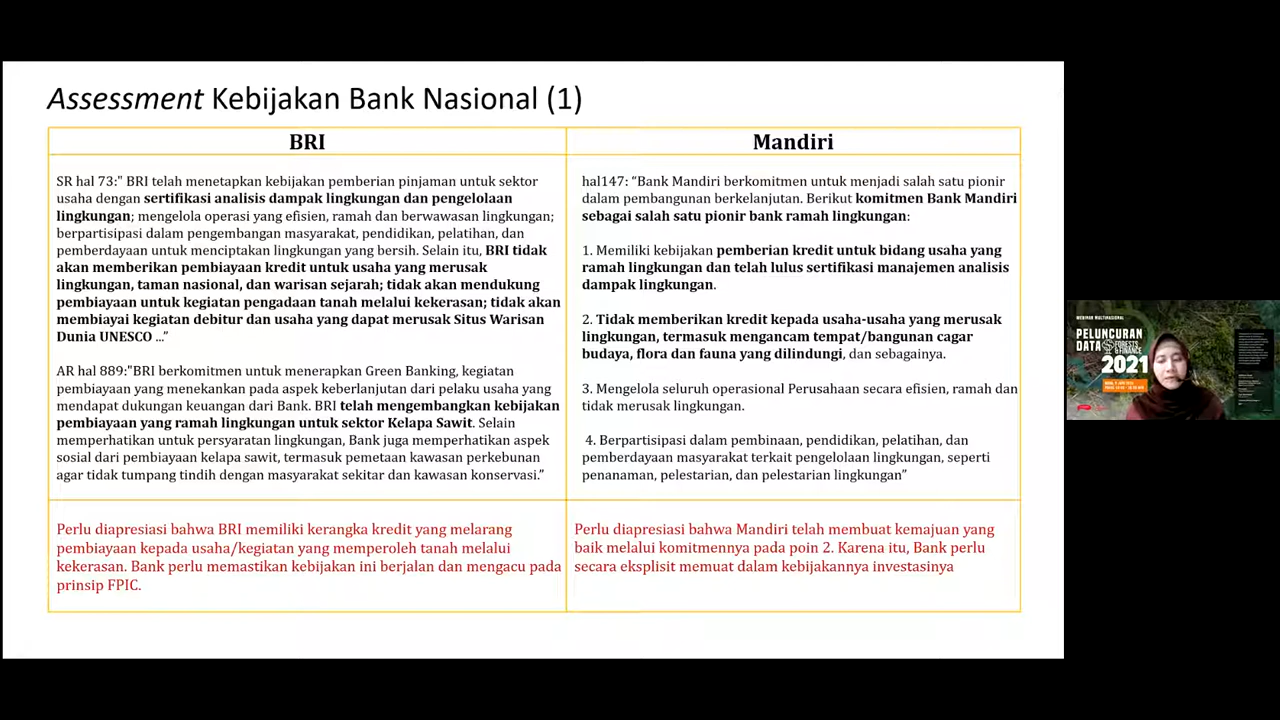 Assessment Kebijakan Bank Nasional (1)
BRI
SR hal 73:" BRI telah menetapkan kebijakan pemberian pinjaman untuk sektor
usaha dengan sertifikasi analisis dampak lingkungan dan pengelolaan
lingkungan; mengelola operasi yang efisien, ramah dan berwawasan lingkungan;
berpartisipasi dalam pengembangan masyarakat, pendidikan, pelatihan, dan
pemberdayaan untuk menciptakan lingkungan yang bersih. Selain itu, BRI tidak
akan memberikan pembiayaan kredit untuk usaha yang merusak
lingkungan, taman nasional, dan warisan sejarah; tidak akan mendukung
pembiayaan untuk kegiatan pengadaan tanah melalui kekerasan; tidak akan
membiayai kegiatan debitur dan usaha yang dapat merusak Situs Warisan
Dunia UNESCO ..."
AR hal 889:"BRI berkomitmen untuk menerapkan Green Banking, kegiatan
pembiayaan yang menekankan pada aspek keberlanjutan dari pelaku usaha yang
mendapat dukungan keuangan dari Bank. BRI telah mengembangkan kebijakan
pembiayaan yang ramah lingkungan untuk sektor Kelapa Sawit. Selain
memperhatikan untuk persyaratan lingkungan, Bank juga memperhatikan aspek
sosial dari pembiayaan kelapa sawit, termasuk pemetaan kawasan perkebunan
agar tidak tumpang tindih dengan masyarakat sekitar dan kawasan konservasi."
Perlu diapresiasi bahwa BRI memiliki kerangka kredit yang melarang
pembiayaan kepada usaha/kegiatan yang memperoleh tanah melalui
kekerasan. Bank perlu memastikan kebijakan ini berjalan dan mengacu pada
prinsip FPIC.
Mandiri
hal147: “Bank Mandiri berkomitmen untuk menjadi salah satu pionir
dalam pembangunan berkelanjutan. Berikut komitmen Bank Mandiri
sebagai salah satu pionir bank ramah lingkungan:
1. Memiliki kebijakan pemberian kredit untuk bidang usaha yang
ramah lingkungan dan telah lulus sertifikasi manajemen analisis
dampak lingkungan.
2. Tidak memberikan kredit kepada usaha-usaha yang merusak
lingkungan, termasuk mengancam tempat/bangunan cagar
budaya, flora dan fauna yang dilindungi, dan sebagainya.
3. Mengelola seluruh operasional Perusahaan secara efisien, ramah dan
tidak merusak lingkungan.
4. Berpartisipasi dalam pembinaan, pendidikan, pelatihan, dan
pemberdayaan masyarakat terkait pengelolaan lingkungan, seperti
penanaman, pelestarian, dan pelestarian lingkungan”
Perlu diapresiasi bahwa Mandiri telah membuat kemajuan yang
baik melalui komitmennya pada poin 2. Karena itu, Bank perlu
secara eksplisit memuat dalam kebijakannya investasinya
WEBINAR MULTINASIONAL
PELUNCURAN
DATA FORESTS & FINANCE
2021